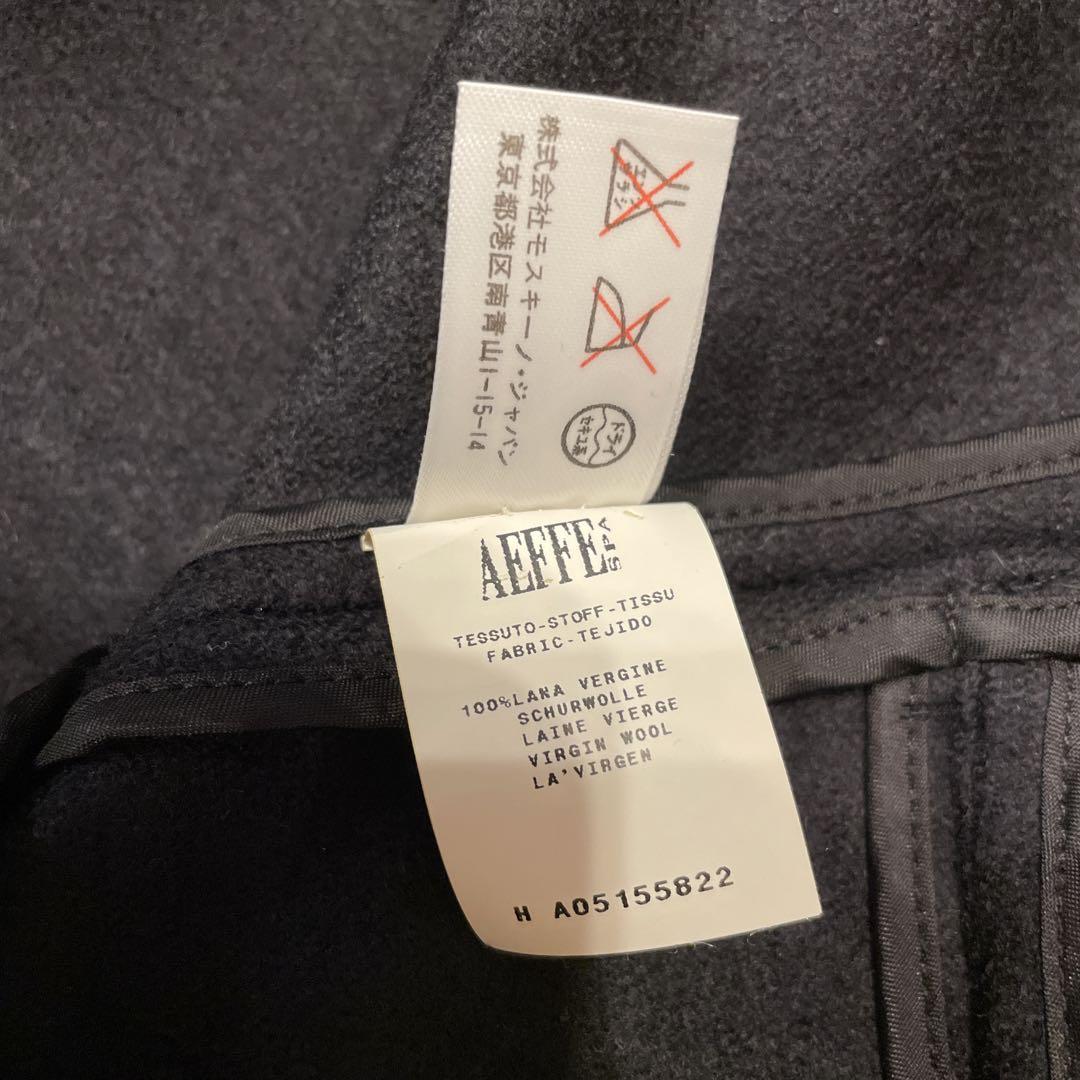 株式会社モスキーノ・ジャパン
東京都港区南青山1-15-14
エンソ
サラシ
ドライ
セキユ系
AEFFE SPA
TESSUTO-STOFF-TISSU
FABRIC-TEJIDO
100%LANA VERGINE
SCHURWOLLE
LAINE VIERGE
VIRGIN WOOL
LA'VIRGEN
H A05155822